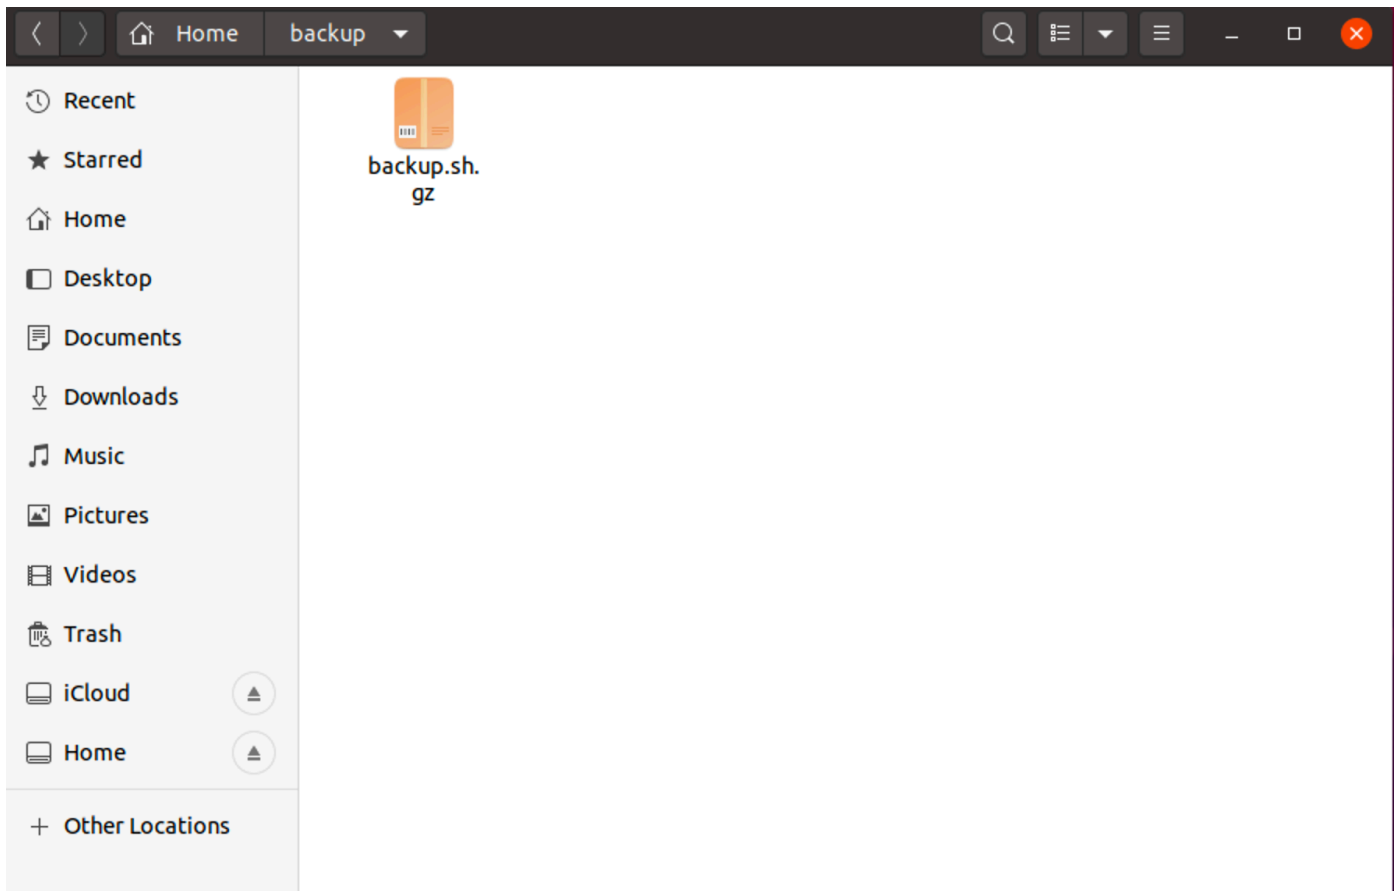 Home backup
Recent
Starred
Home
Desktop
Documents
Downloads
Music
Pictures
Videos
Trash
iCloud
Home
Other Locations
backup.sh.
gz